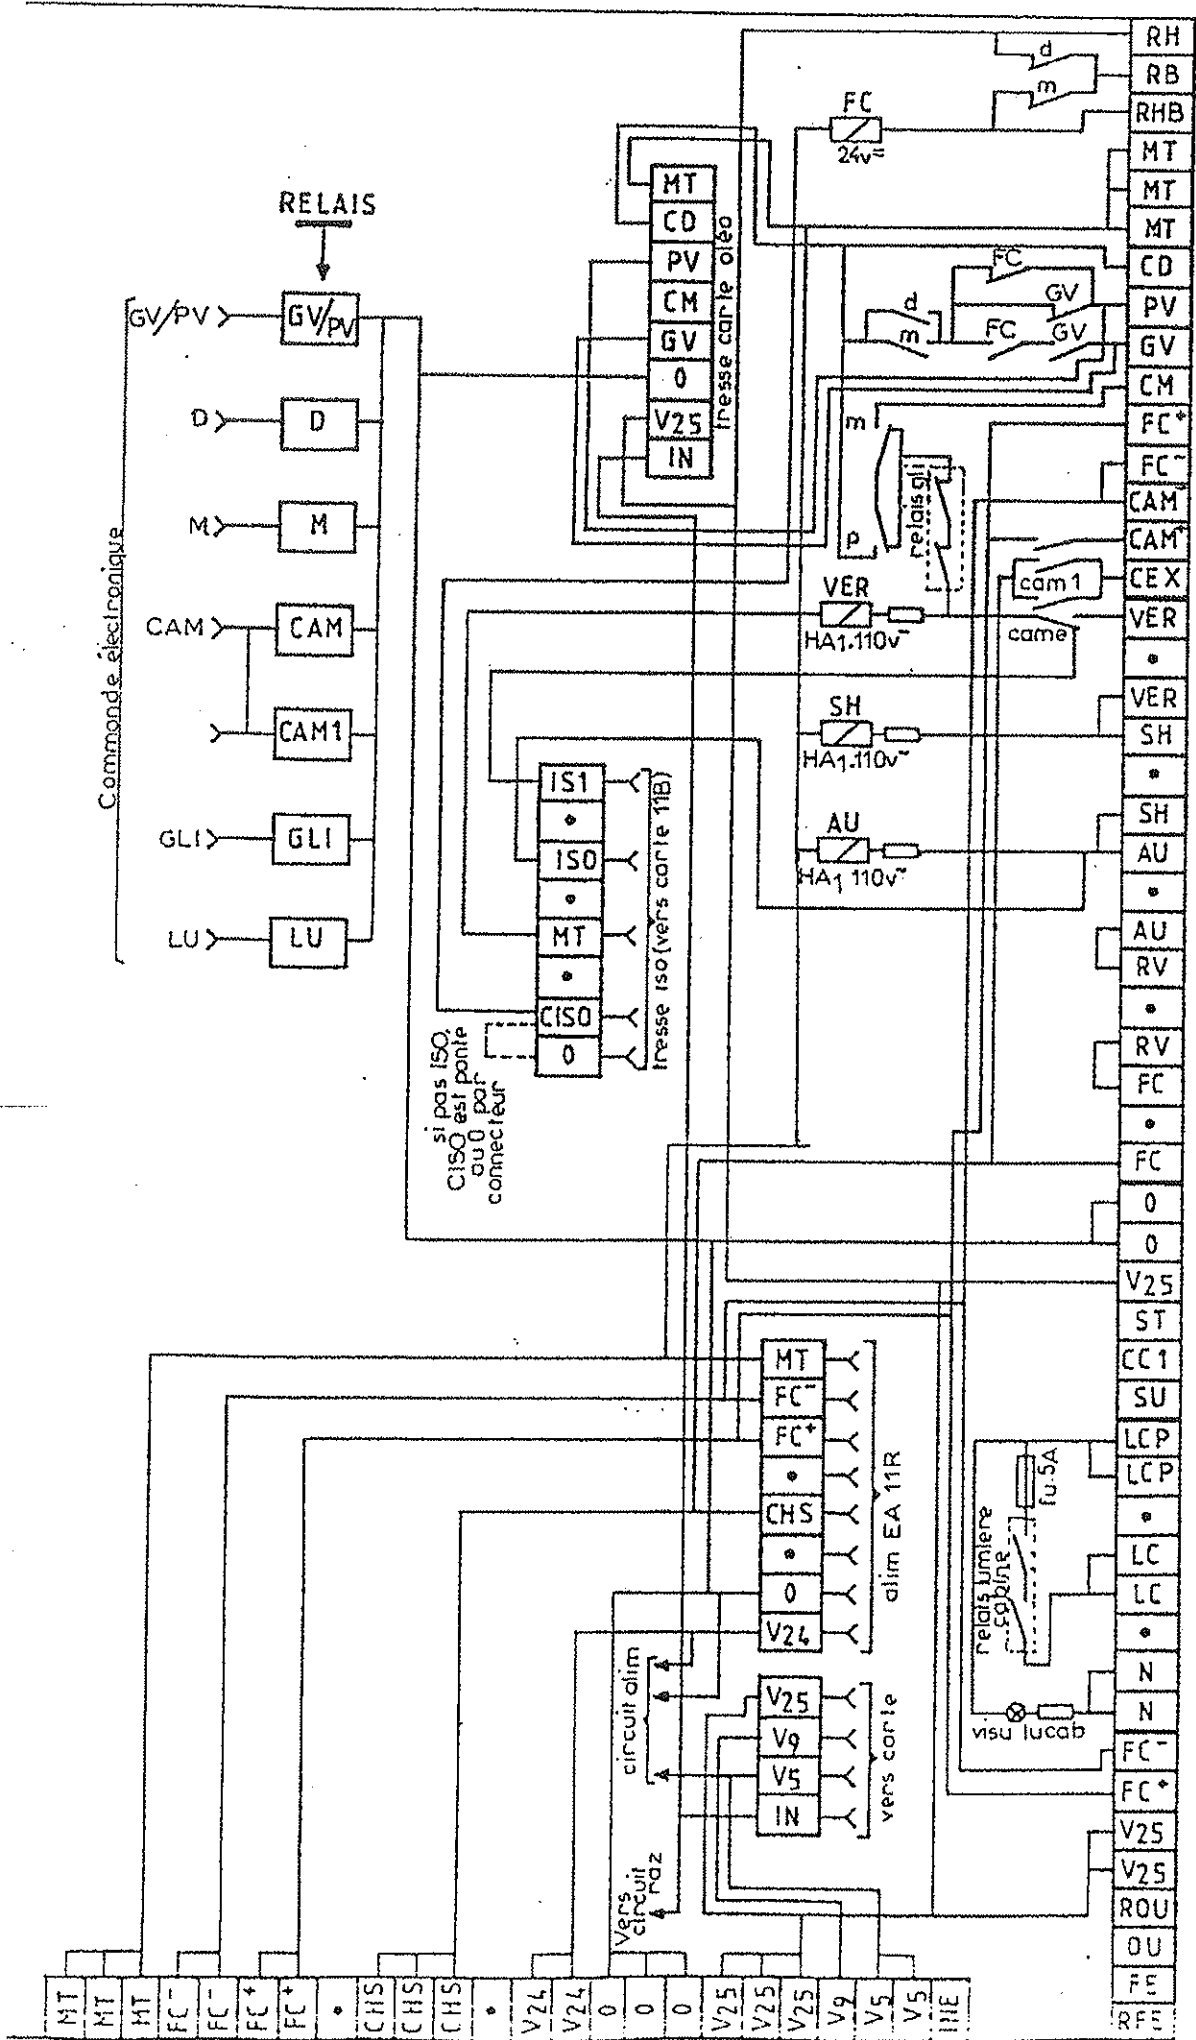 RELAIS
Commande électronique
GV/PV
GV/PV
D
D
M
M
CAM
CAM
CAM1
GLI
GLI
LU
LU
MT
CD
PV
CM
GV
0
V25
IN
tresse carte oléo
FC
24v=
d
m
FC
GV
d
m
FC
GV
m
p
relais gli
cam1
came
VER
HA1.110v~
SH
HA1.110v~
AU
HA1 110v~
IS1
•
ISO
•
MT
•
CISO
0
tresse iso (vers carte 11B)
si pas ISO,
CISO est ponté
au 0 par
connecteur
MT
FC-
FC+
•
CHS
•
0
V24
alim EA 11R
circuit alim
V25
V9
V5
IN
vers carte
Vers
circuit
raz
relais lumiere
cabine
fu.5A
visu lucab
RH
RB
RHB
MT
MT
MT
CD
PV
GV
CM
FC+
FC-
CAM-
CAM+
CEX
VER
•
VER
SH
•
SH
AU
•
AU
RV
•
RV
FC
•
FC
0
0
V25
ST
CC1
SU
LCP
LCP
•
LC
LC
•
N
N
FC-
FC+
V25
V25
ROU
OU
FE
RFE
MT
MT
MT
FC-
FC-
FC+
FC+
•
CHS
CHS
CHS
•
V24
V24
0
0
0
V25
V25
V25
V9
V5
V5